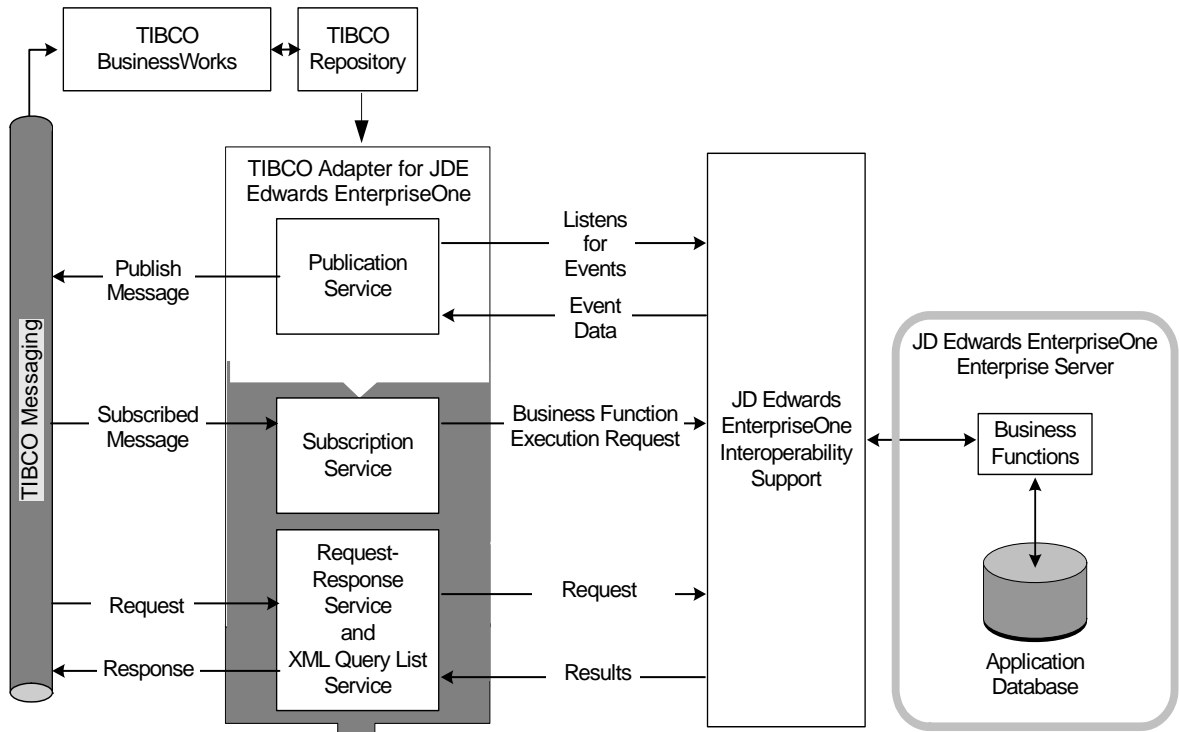 TIBCO
BusinessWorks
TIBCO
Repository
TIBCO Adapter for JDE
Edwards EnterpriseOne
Publication
Service
Publish
Message
Listens
for
Events
Event
Data
TIBCO Messaging
Subscribed
Message
Subscription
Service
Business Function
Execution Request
JD Edwards
EnterpriseOne
Interoperability
Support
JD Edwards EnterpriseOne
Enterprise Server
Business
Functions
Application
Database
Request-
Response
Service
and
XML Query List
Service
Request
Response
Request
Results